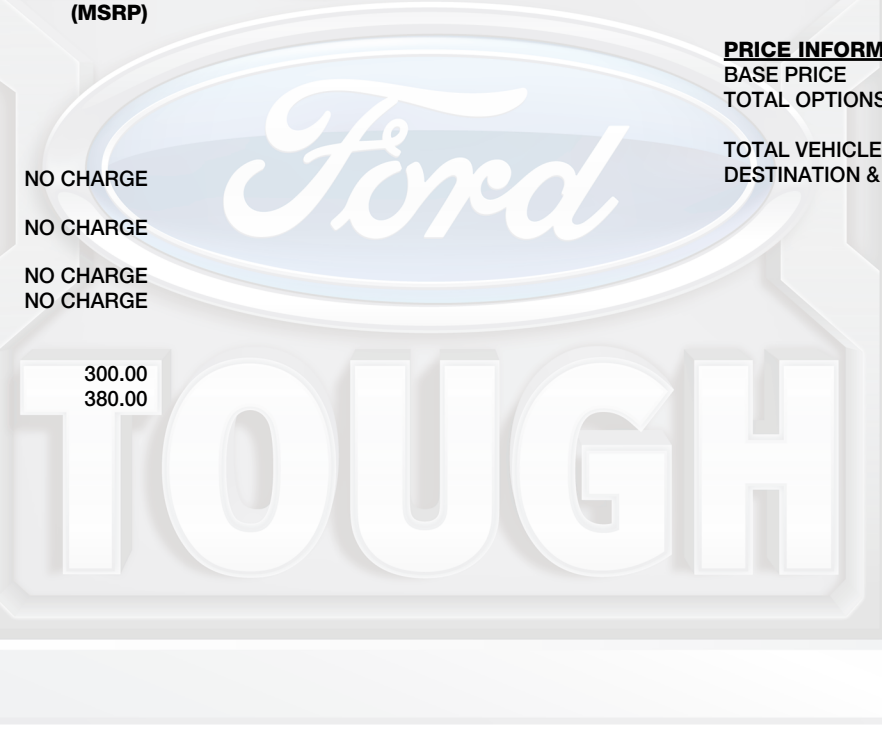 (MSRP)
NO CHARGE
NO CHARGE
NO CHARGE
NO CHARGE
300.00
380.00
PRICE INFORM
BASE PRICE
TOTAL OPTIONS
TOTAL VEHICLE
DESTINATION &
Ford
TOUGH